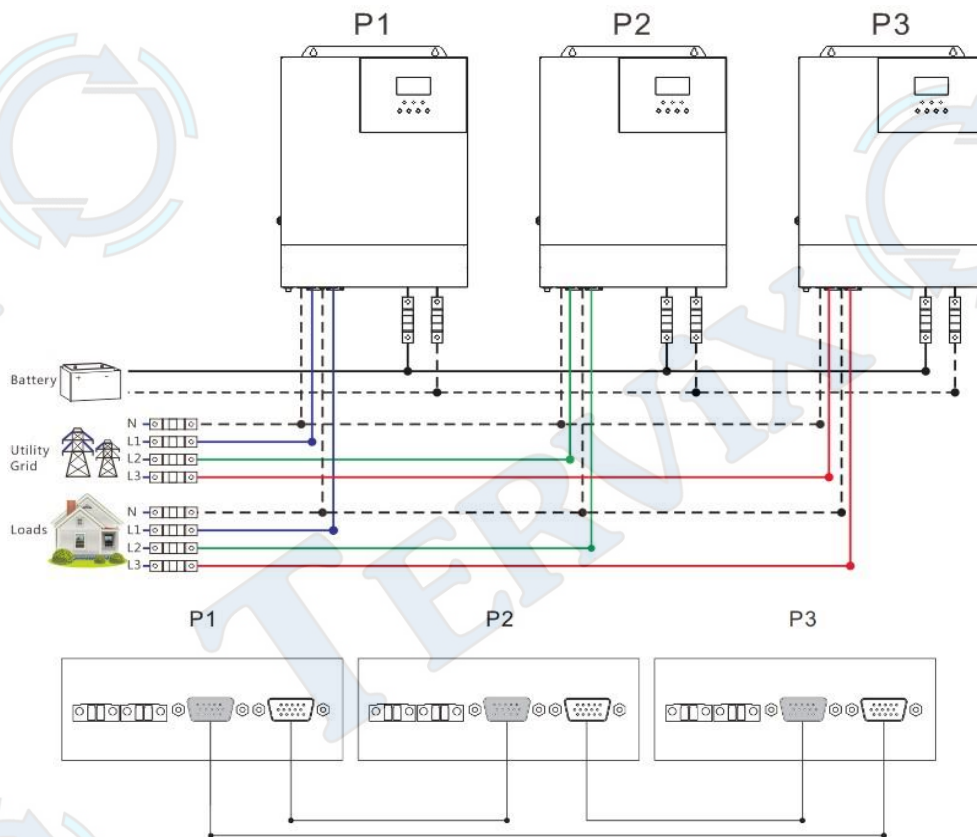 P1 P2 P3
Battery
N
L1
Utility Grid
L2
L3
N
Loads
L1
L2
L3
TERVIX
P1 P2 P3